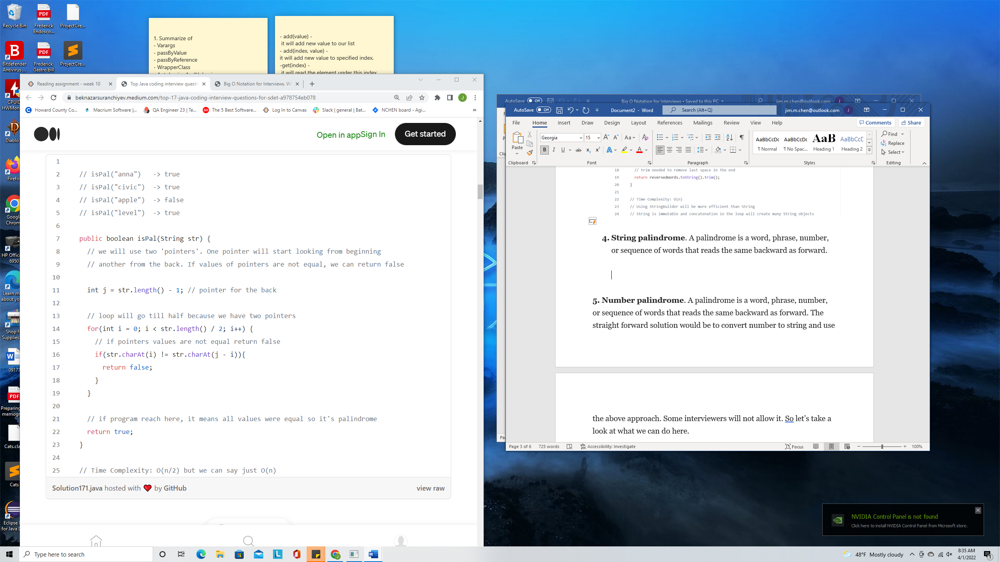 Recycle Bin
Frederick Endosco...
ProjectCre...
Bitdefender Antivirus ...
Frederick Gastro bill
ProjectCre...
CPUID
HWMon
Diablo
Firefo
Google
Chrom
HP Offic
6950
Learn m
about yo
Shop f
Supplies
09177
Preparing
memogr
Cats.cla
Cats
Eclipse I
for Java D
1. Summarize of
- Varargs
- passByValue
- passByReference
- WrapperClass
- add(value) -
it will add new value to our list
- add(index, value) -
it will add new value to specified index.
-get(index) -
it will read the element under this index
Reading assignment - week 10
Top Java coding interview questi
Big O Notation for Interviews. W
beknazarsuranchiyev.medium.com/top-17-java-coding-interview-questions-for-sdet-a978754eb078
Howard County Co...
Macrium Software |...
QA Engineer 23 | Te...
The 5 Best Software...
Log In to Canvas
Slack | general | Bat...
NCHEN board - Agi...
Open in app
Sign In
Get started
1
2 // isPal("anna") -> true
3 // isPal("civic") -> true
4 // isPal("apple") -> false
5 // isPal("level") -> true
6
7 public boolean isPal(String str) {
8 // we will use two 'pointers'. One pointer will start looking from beginning
9 // another from the back. If values of pointers are not equal, we can return false
10
11 int j = str.length() - 1; // pointer for the back
12
13 // loop will go till half because we have two pointers
14 for(int i = 0; i < str.length() / 2; i++) {
15 // if pointers values are not equal return false
16 if(str.charAt(i) != str.charAt(j - i)){
17 return false;
18 }
19 }
20
21 // if program reach here, it means all values were equal so it's palindrome
22 return true;
23 }
24
25 // Time Complexity: O(n/2) but we can say just O(n)
Solution171.java hosted with ❤ by GitHub
view raw
AutoSave Off
Big O Notation for Interviews • Saved to this PC
jim.m.chen@outlook.com J
AutoSave Off
Document2 - Word
Search (Alt+Q)
jim.m.chen@outlook.com J
File Home Insert Draw Design Layout References Mailings Review View Help
Comments Share
Paste
Georgia 15
AaBbCcDc AaBbCcDc AaB AaBbCcD
¶ Normal ¶ No Spac... Heading 1 Heading 2
Find
Replace
Select
Clipboard Font Paragraph Styles Editing
18 // trim needed to remove last space in the end
19 return reversedWords.toString().trim();
20 }
21
22 // Time Complexity: O(n)
23 // Using StringBuilder will be more efficient than String
24 // String is immutable and concatenation in the loop will create many String objects
4. String palindrome. A palindrome is a word, phrase, number,
or sequence of words that reads the same backward as forward.
5. Number palindrome. A palindrome is a word, phrase, number,
or sequence of words that reads the same backward as forward. The
straight forward solution would be to convert number to string and use
the above approach. Some interviewers will not allow it. So let's take a
look at what we can do here.
Page 3 of 6 725 words Accessibility: Investigate Focus 100%
NVIDIA Control Panel is not found
Click here to install NVIDIA Control Panel from Microsoft store.
Type here to search
48°F Mostly cloudy
8:35 AM
4/1/2022